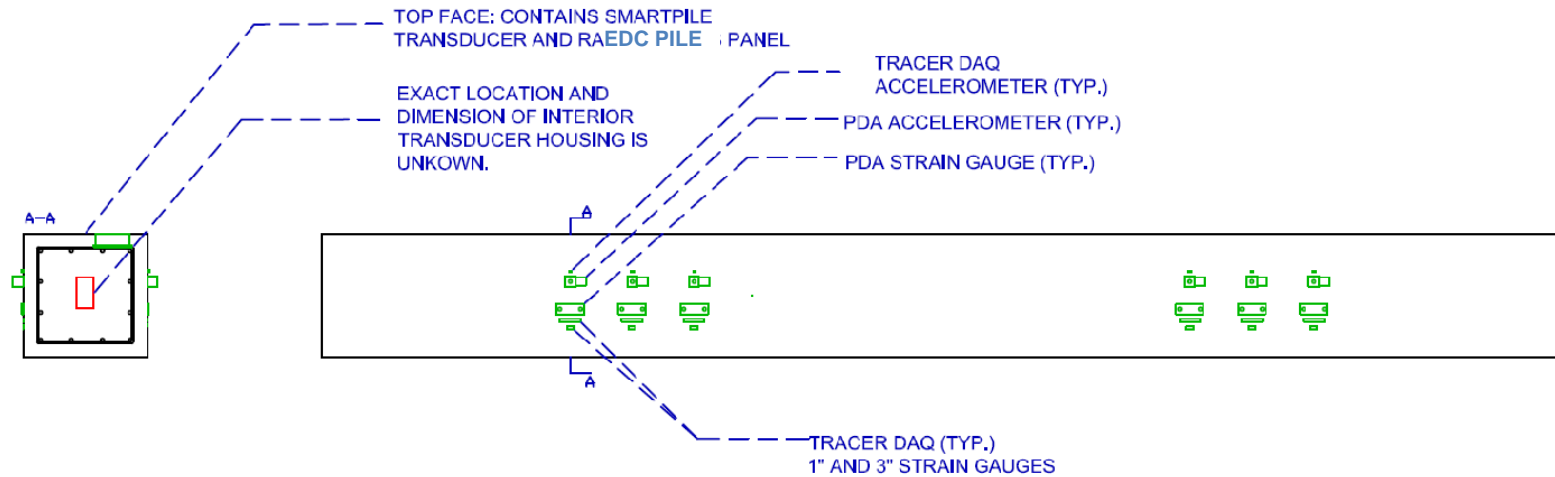 TOP FACE: CONTAINS SMARTPILE
TRANSDUCER AND RAEDC PILE PANEL
EXACT LOCATION AND
DIMENSION OF INTERIOR
TRANSDUCER HOUSING IS
UNKOWN.
TRACER DAQ
ACCELEROMETER (TYP.)
PDA ACCELEROMETER (TYP.)
PDA STRAIN GAUGE (TYP.)
A-A
A
A
TRACER DAQ (TYP.)
1" AND 3" STRAIN GAUGES